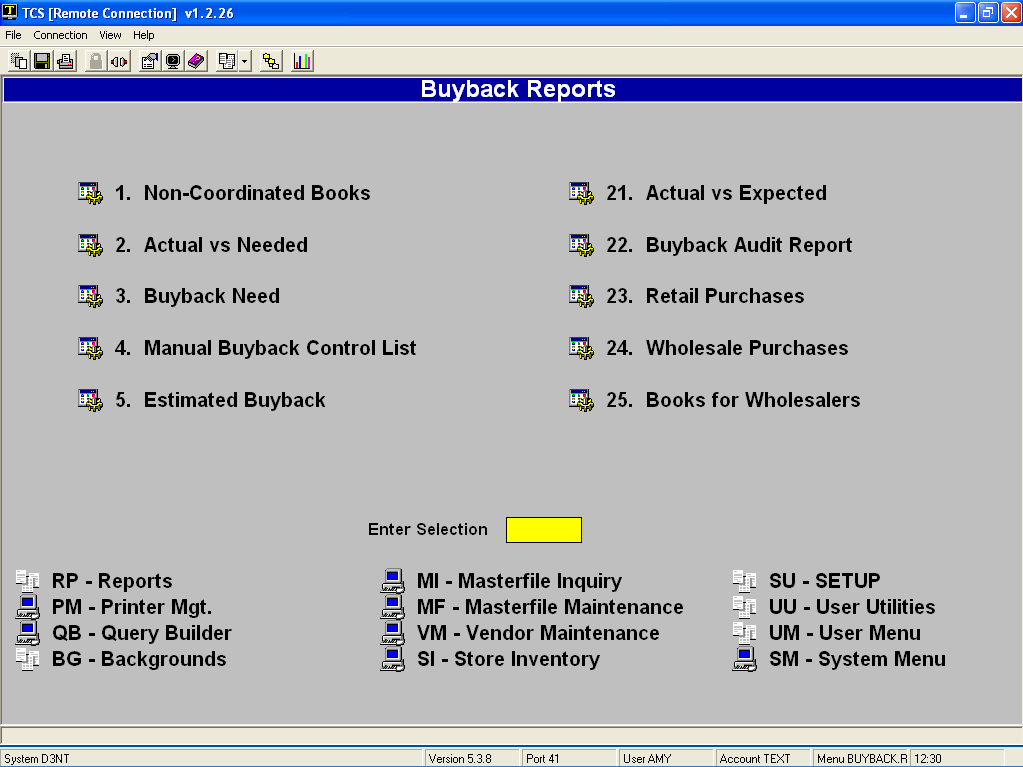 TCS [Remote Connection] v1.2.26
File Connection View Help
Buyback Reports
1. Non-Coordinated Books
2. Actual vs Needed
3. Buyback Need
4. Manual Buyback Control List
5. Estimated Buyback
21. Actual vs Expected
22. Buyback Audit Report
23. Retail Purchases
24. Wholesale Purchases
25. Books for Wholesalers
Enter Selection
RP - Reports
PM - Printer Mgt.
QB - Query Builder
BG - Backgrounds
MI - Masterfile Inquiry
MF - Masterfile Maintenance
VM - Vendor Maintenance
SI - Store Inventory
SU - SETUP
UU - User Utilities
UM - User Menu
SM - System Menu
System D3NT Version 5.3.8 Port 41 User AMY Account TEXT Menu BUYBACK.R 12:30